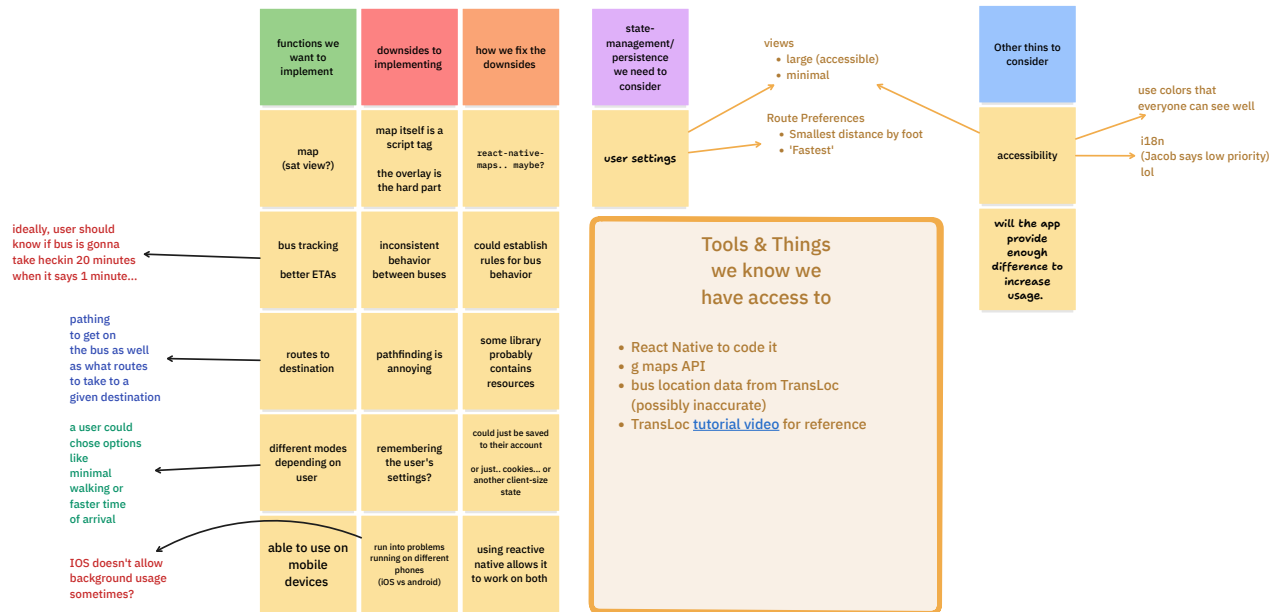 functions we
want to
implement
downsides to
implementing
how we fix the
downsides
map
(sat view?)
map itself is a
script tag
the overlay is
the hard part
react-native-
maps.. maybe?
ideally, user should
know if bus is gonna
take heckin 20 minutes
when it says 1 minute...
bus tracking
better ETAs
inconsistent
behavior
between buses
could establish
rules for bus
behavior
pathing
to get on
the bus as well
as what routes
to take to a
given destination
routes to
destination
pathfinding is
annoying
some library
probably
contains
resources
a user could
chose options
like
minimal
walking or
faster time
of arrival
different modes
depending on
user
remembering
the user's
settings?
could just be saved
to their account
or just.. cookies... or
another client-size
state
IOS doesn't allow
background usage
sometimes?
able to use on
mobile
devices
run into problems
running on different
phones
(iOS vs android)
using reactive
native allows it
to work on both
state-
management/
persistence
we need to
consider
user settings
views
• large (accessible)
• minimal
Route Preferences
• Smallest distance by foot
• 'Fastest'
Tools & Things
we know we
have access to
• React Native to code it
• g maps API
• bus location data from TransLoc
(possibly inaccurate)
• TransLoc tutorial video for reference
Other thins to
consider
accessibility
use colors that
everyone can see well
i18n
(Jacob says low priority)
lol
will the app
provide
enough
difference to
increase
usage.